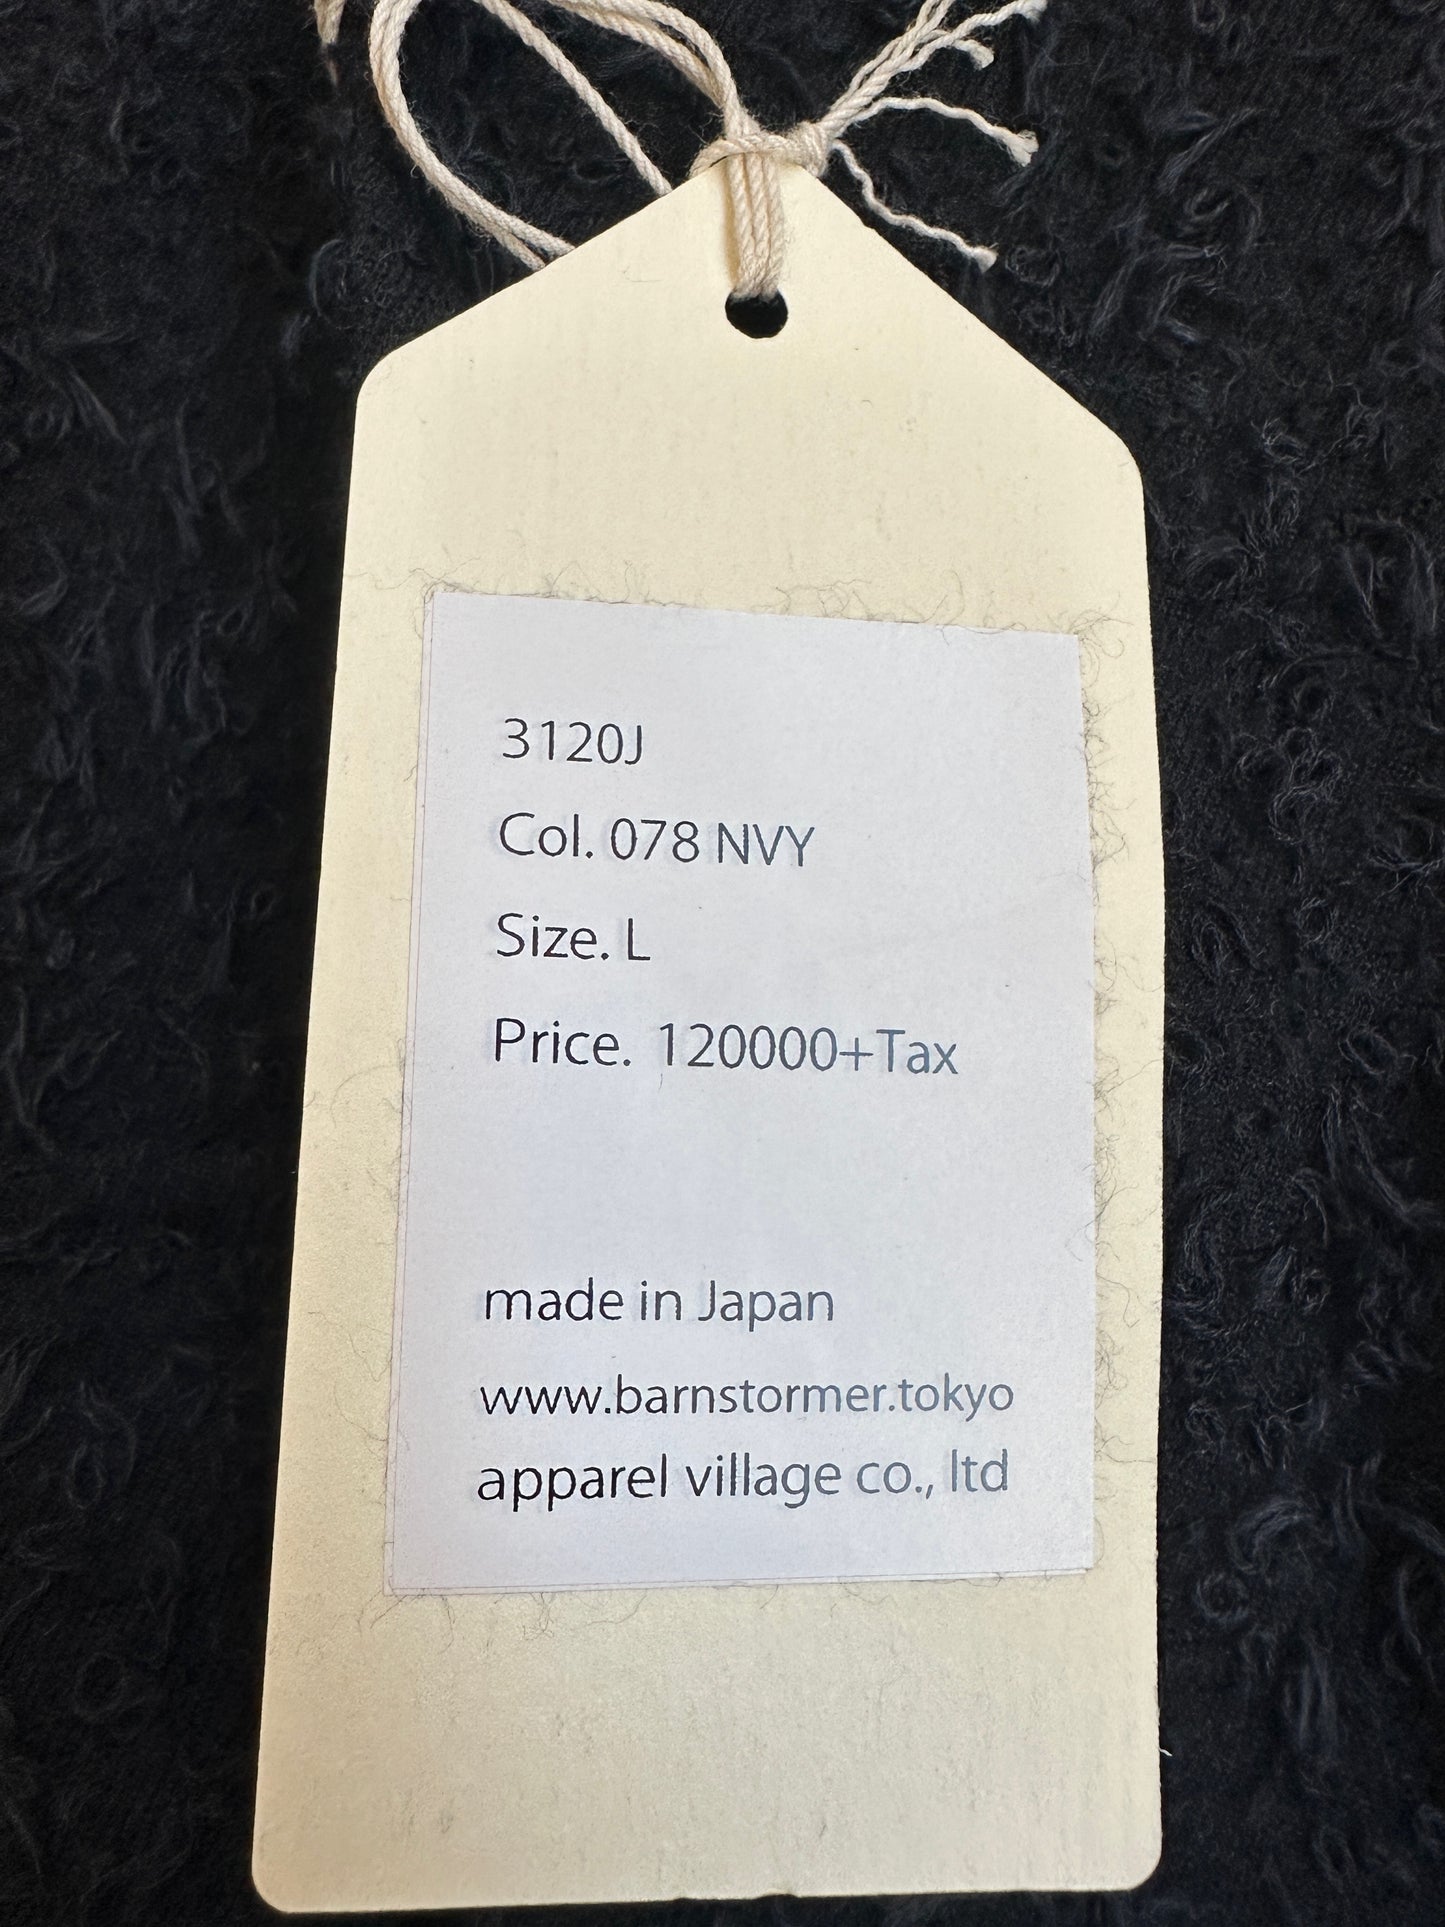 3120J
Col. 078 NVY
Size. L
Price. 120000+Tax
made in Japan
www.barnstormer.tokyo
apparel village co., ltd